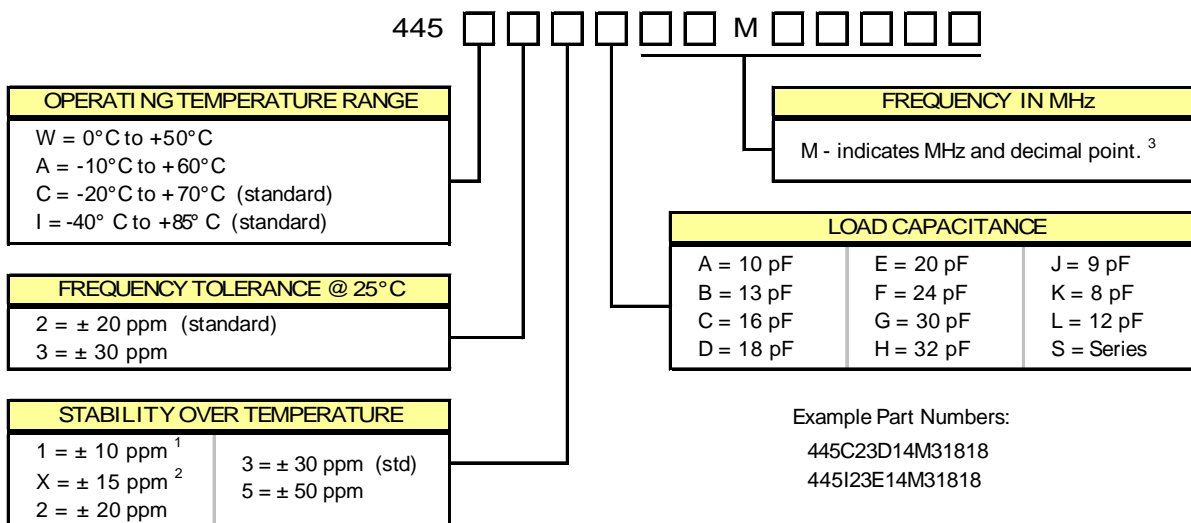 445 M
OPERATING TEMPERATURE RANGE
W = 0°C to +50°C
A = -10°C to +60°C
C = -20°C to +70°C (standard)
I = -40° C to +85° C (standard)
FREQUENCY TOLERANCE @ 25°C
2 = ± 20 ppm (standard)
3 = ± 30 ppm
STABILITY OVER TEMPERATURE
1 = ± 10 ppm 1
X = ± 15 ppm 2
2 = ± 20 ppm
3 = ± 30 ppm (std)
5 = ± 50 ppm
FREQUENCY IN MHz
M - indicates MHz and decimal point. 3
LOAD CAPACITANCE
A = 10 pF
B = 13 pF
C = 16 pF
D = 18 pF
E = 20 pF
F = 24 pF
G = 30 pF
H = 32 pF
J = 9 pF
K = 8 pF
L = 12 pF
S = Series
Example Part Numbers:
445C23D14M31818
445I23E14M31818